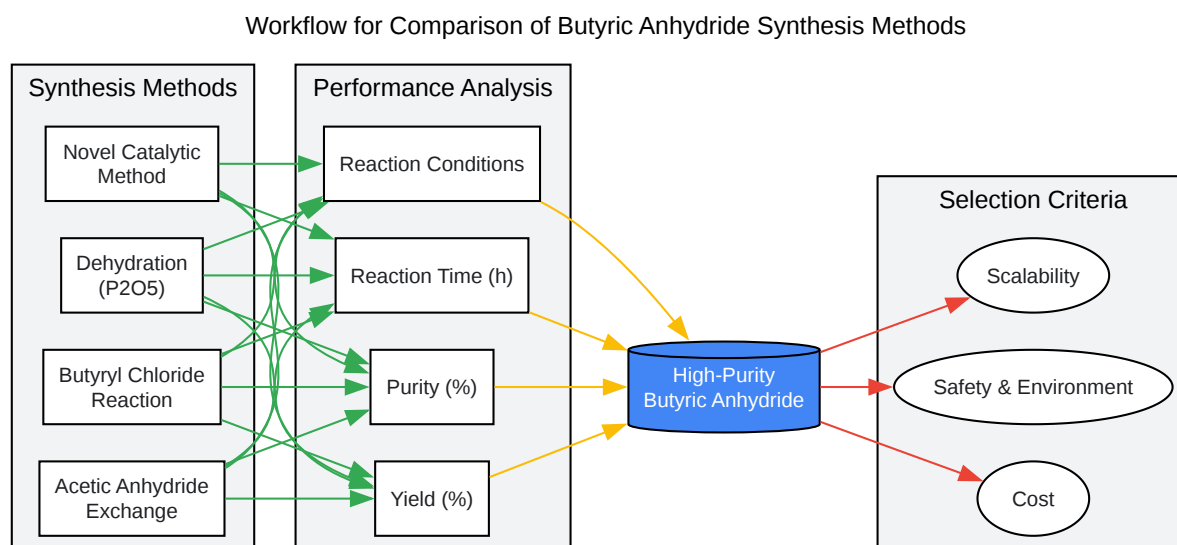 Workflow for Comparison of Butyric Anhydride Synthesis Methods
Synthesis Methods
Novel Catalytic
Method
Dehydration
(P2O5)
Butyryl Chloride
Reaction
Acetic Anhydride
Exchange
Performance Analysis
Reaction Conditions
Reaction Time (h)
Purity (%)
Yield (%)
High-Purity
Butyric Anhydride
Selection Criteria
Scalability
Safety & Environment
Cost